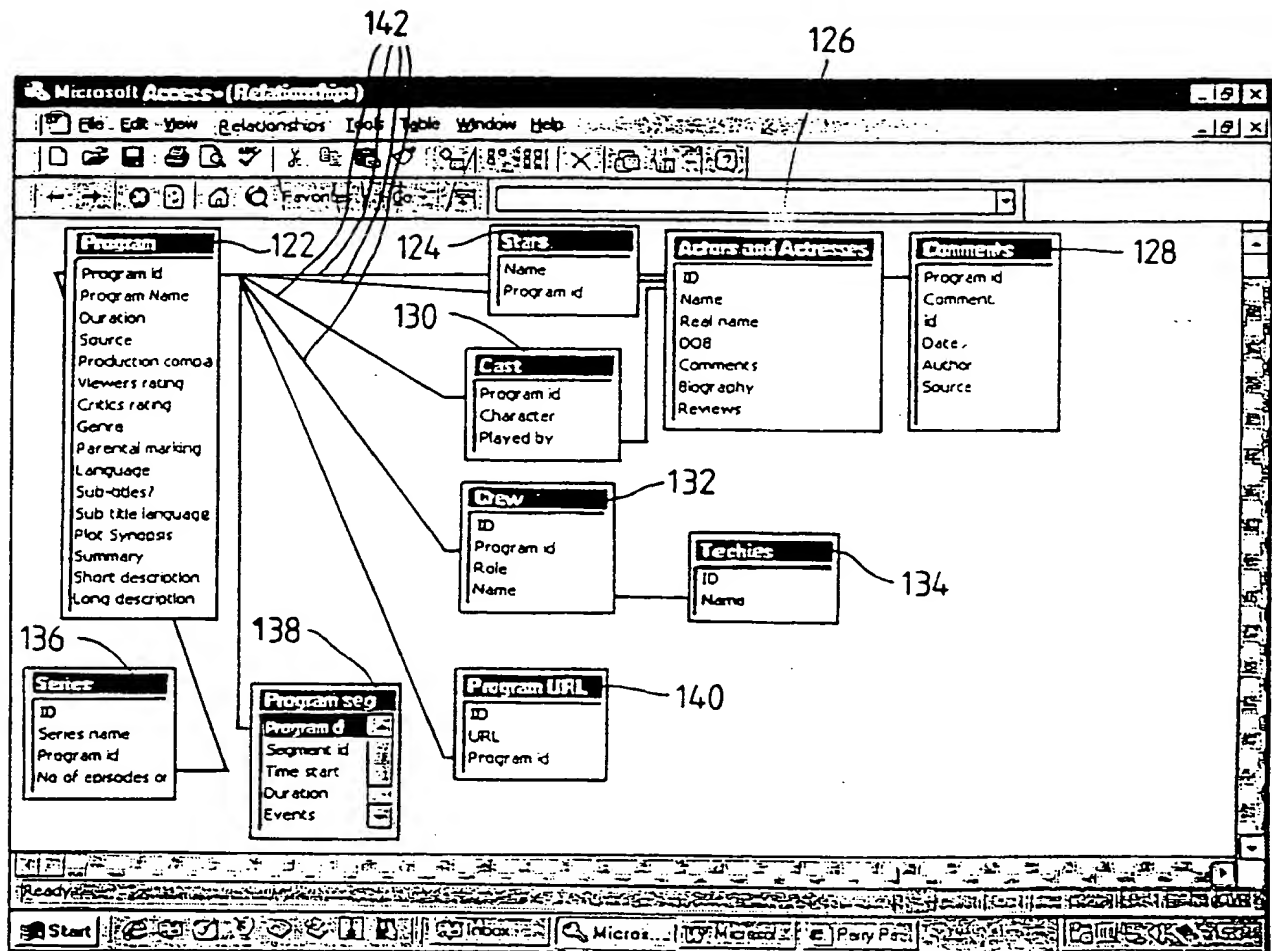 142
126
Microsoft Access - (Relationships)
File Edit View Relationships Tools Table Window Help
Program
122
Program id
Program Name
Duration
Source
Production compa
Viewers rating
Critics rating
Genre
Parental marking
Language
Sub-titles?
Sub title language
Plot Synopsis
Summary
Short description
Long description
124
Stars
Name
Program id
Actors and Actresses
ID
Name
Real name
DOB
Comments
Biography
Reviews
Comments
128
Program id
Comment
id
Date
Author
Source
130
Cast
Program id
Character
Played by
Crew
132
ID
Program id
Role
Name
Techies
134
ID
Name
136
Series
ID
Series name
Program id
No of episodes or
138
Program seg
Program d
Segment id
Time start
Duration
Events
Program URL
140
ID
URL
Program id
Ready
Start Inbox Micros...